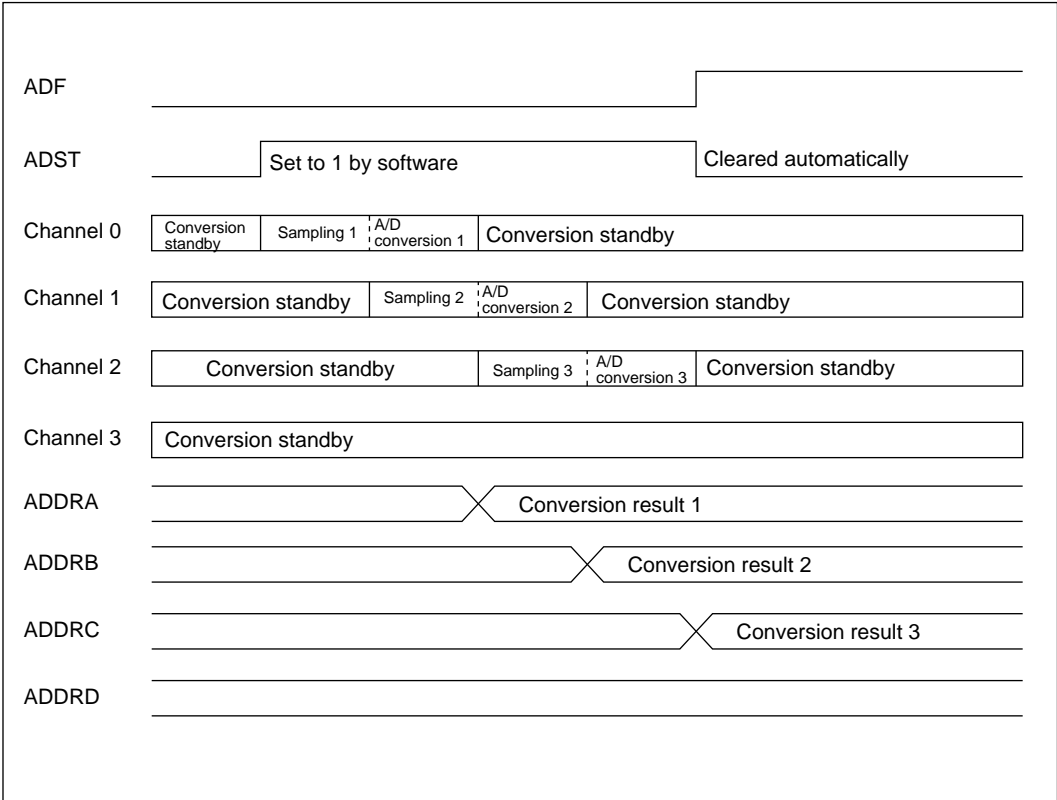 ADF
ADST Set to 1 by software Cleared automatically
Channel 0 Conversion standby Sampling 1 A/D conversion 1 Conversion standby
Channel 1 Conversion standby Sampling 2 A/D conversion 2 Conversion standby
Channel 2 Conversion standby Sampling 3 A/D conversion 3 Conversion standby
Channel 3 Conversion standby
ADDRA Conversion result 1
ADDRB Conversion result 2
ADDRC Conversion result 3
ADDRD